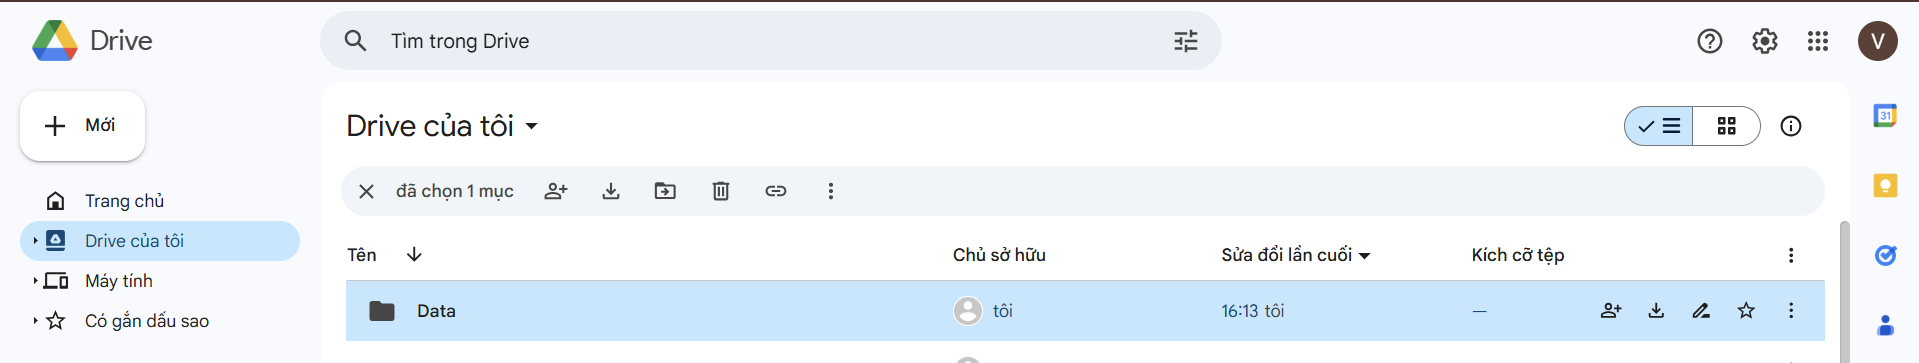 Drive
Tìm trong Drive
V
Mới
Drive của tôi
31
đã chọn 1 mục
Trang chủ
Drive của tôi
Máy tính
Có gắn dấu sao
Tên
Chủ sở hữu
Sửa đổi lần cuối
Kích cỡ tệp
Data
tôi
16:13 tôi
—